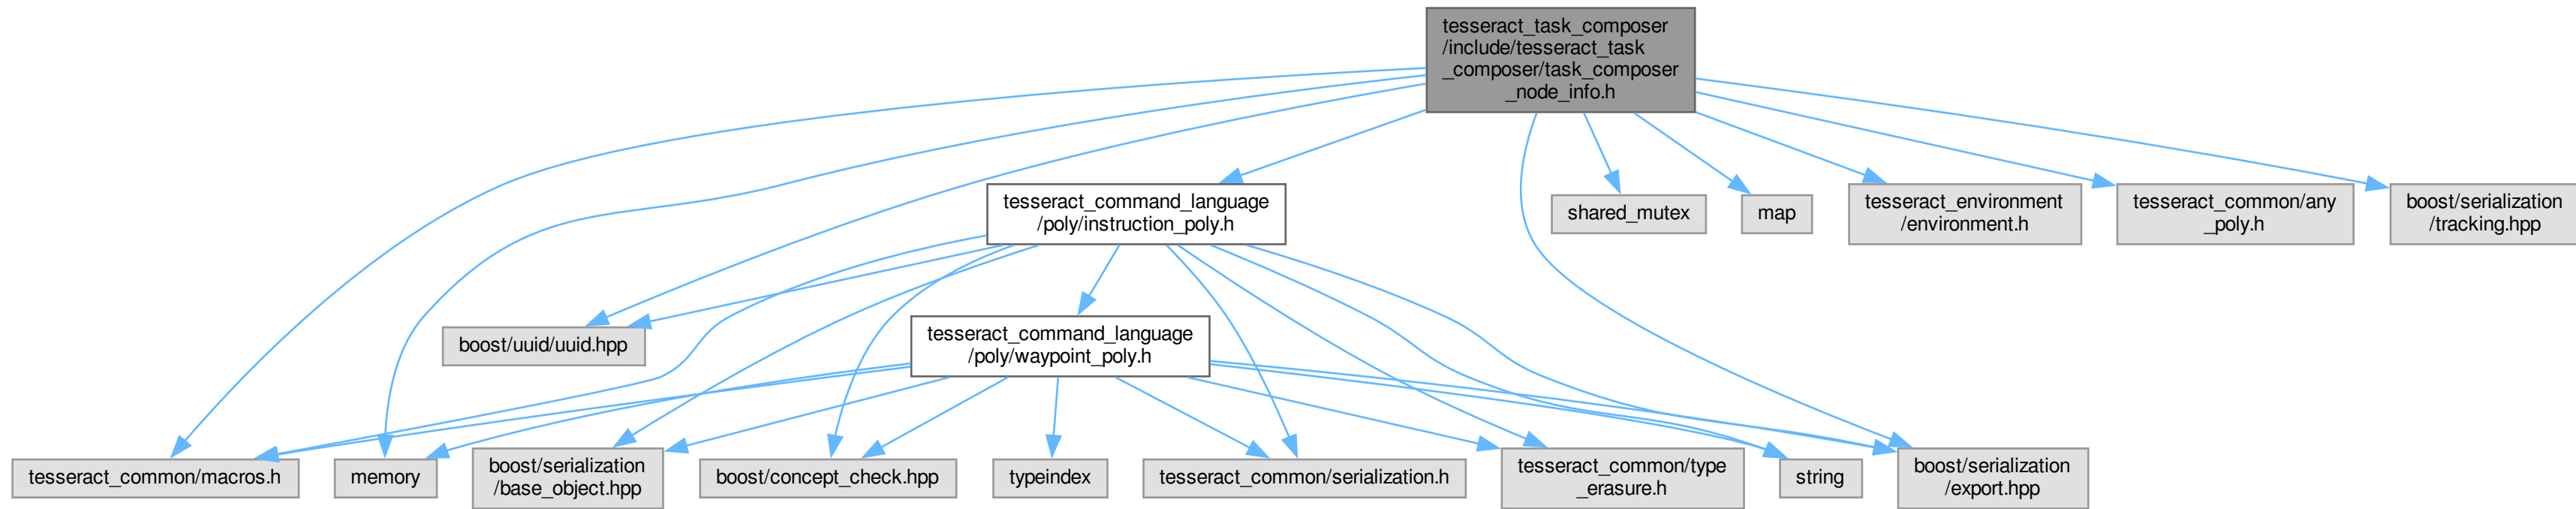 tesseract_task_composer
/include/tesseract_task
_composer/task_composer
_node_info.h
tesseract_command_language
/poly/instruction_poly.h
shared_mutex
map
tesseract_environment
/environment.h
tesseract_common/any
_poly.h
boost/serialization
/tracking.hpp
boost/uuid/uuid.hpp
tesseract_command_language
/poly/waypoint_poly.h
tesseract_common/macros.h
memory
boost/serialization
/base_object.hpp
boost/concept_check.hpp
typeindex
tesseract_common/serialization.h
tesseract_common/type
_erasure.h
string
boost/serialization
/export.hpp